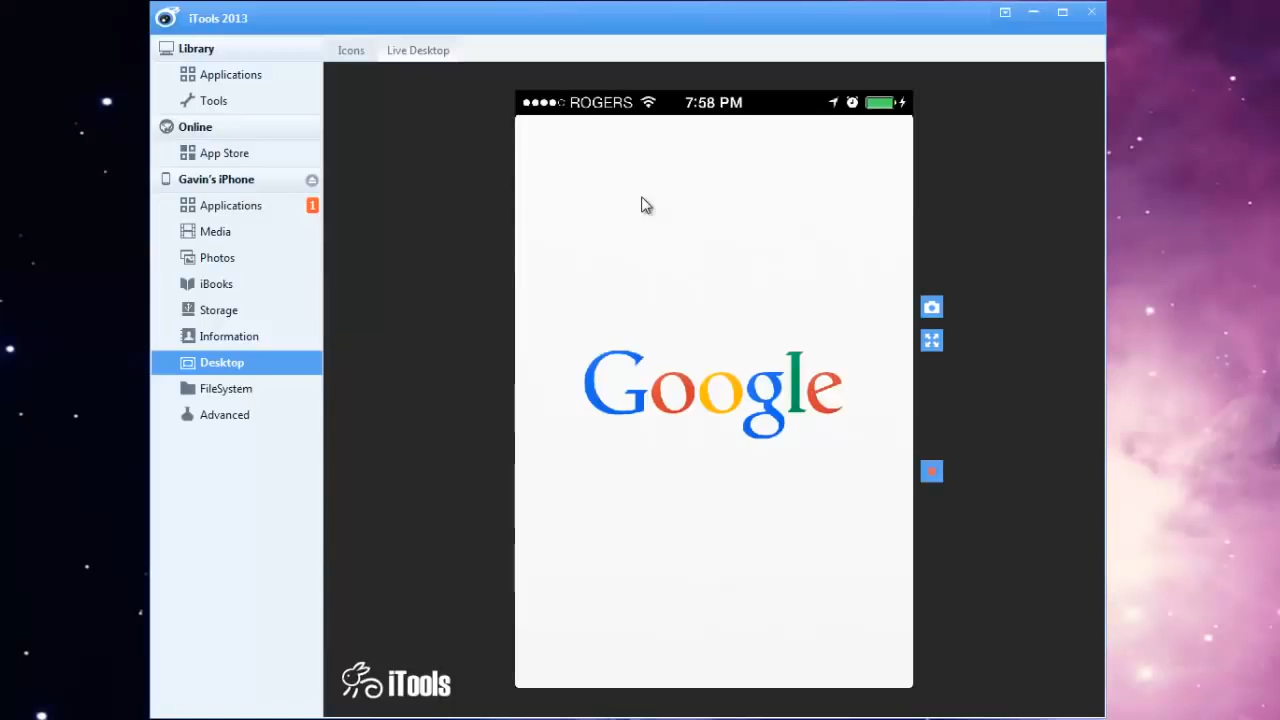 iTools 2013
Library
Applications
Tools
Online
App Store
Gavin's iPhone
Applications 1
Media
Photos
iBooks
Storage
Information
Desktop
FileSystem
Advanced
Icons Live Desktop
ROGERS 7:58 PM
Google
iTools